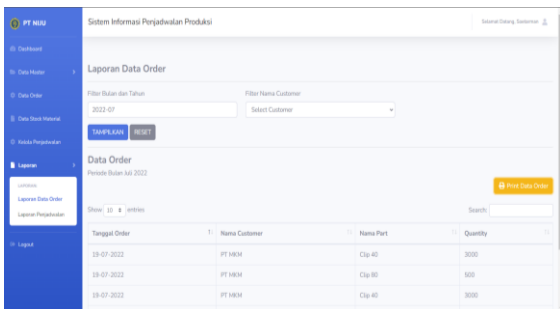 PT NIJU
Sistem Informasi Penjadwalan Produksi
Selamat Datang,
Dashboard
Data Master
Data Order
Data Stock Material
Kelola Penjadwalan
Laporan
LAPORAN
Laporan Data Order
Laporan Penjadwalan
Logout
Laporan Data Order
Filter Bulan dan Tahun
Filter Nama Customer
2022-07
Select Customer
TAMPILKAN
RESET
Data Order
Periode Bulan Juli 2022
Print Data Order
Show 10 entries
Search:
Tanggal Order Nama Customer Nama Part Quantity
19-07-2022 PT MKM Clip 40 3000
19-07-2022 PT MKM Clip 80 500
19-07-2022 PT MKM Clip 40 3000